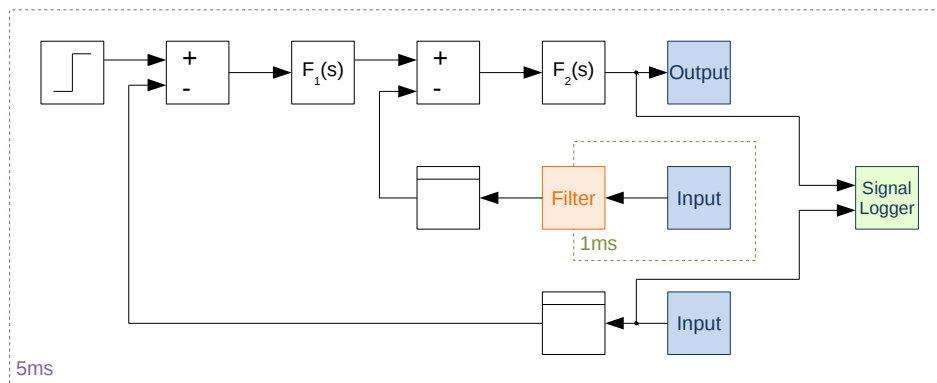 +
-
F₁(s)
+
-
F₂(s)
Output
Filter
Input
Signal
Logger
1ms
Input
5ms